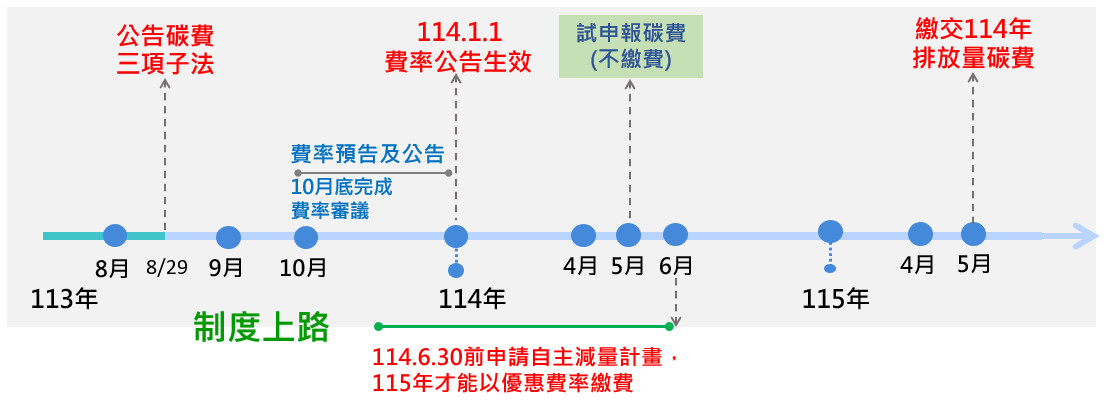 公告碳費
三項子法
114.1.1
費率公告生效
試申報碳費
(不繳費)
繳交114年
排放量碳費
費率預告及公告
10月底完成
費率審議
8月
8/29
9月
10月
4月
5月
6月
4月
5月
113年
114年
115年
制度上路
114.6.30前申請自主減量計畫，
115年才能以優惠費率繳費